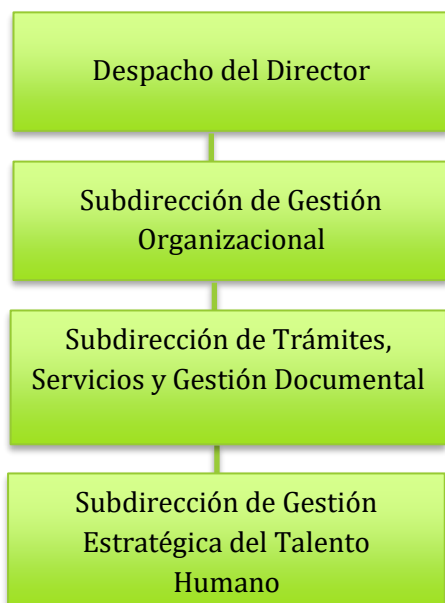 Despacho del Director
Subdirección de Gestión
Organizacional
Subdirección de Trámites,
Servicios y Gestión Documental
Subdirección de Gestión
Estratégica del Talento
Humano